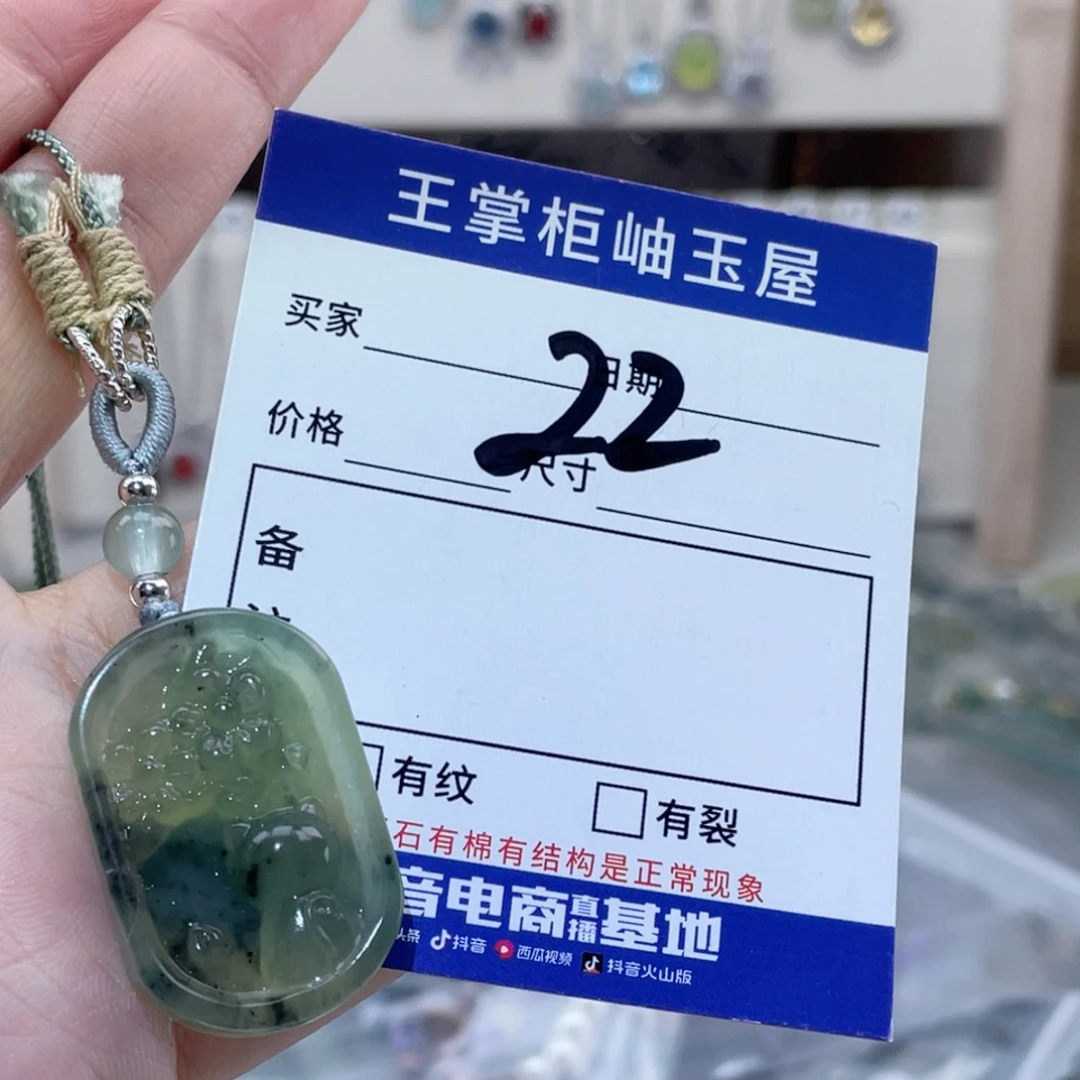 王掌柜岫玉屋
买家 日期
22
价格 尺寸
备
有纹 有裂
石有棉有结构是正常现象
音电商直播基地
头条 抖音 西瓜视频 抖音火山版